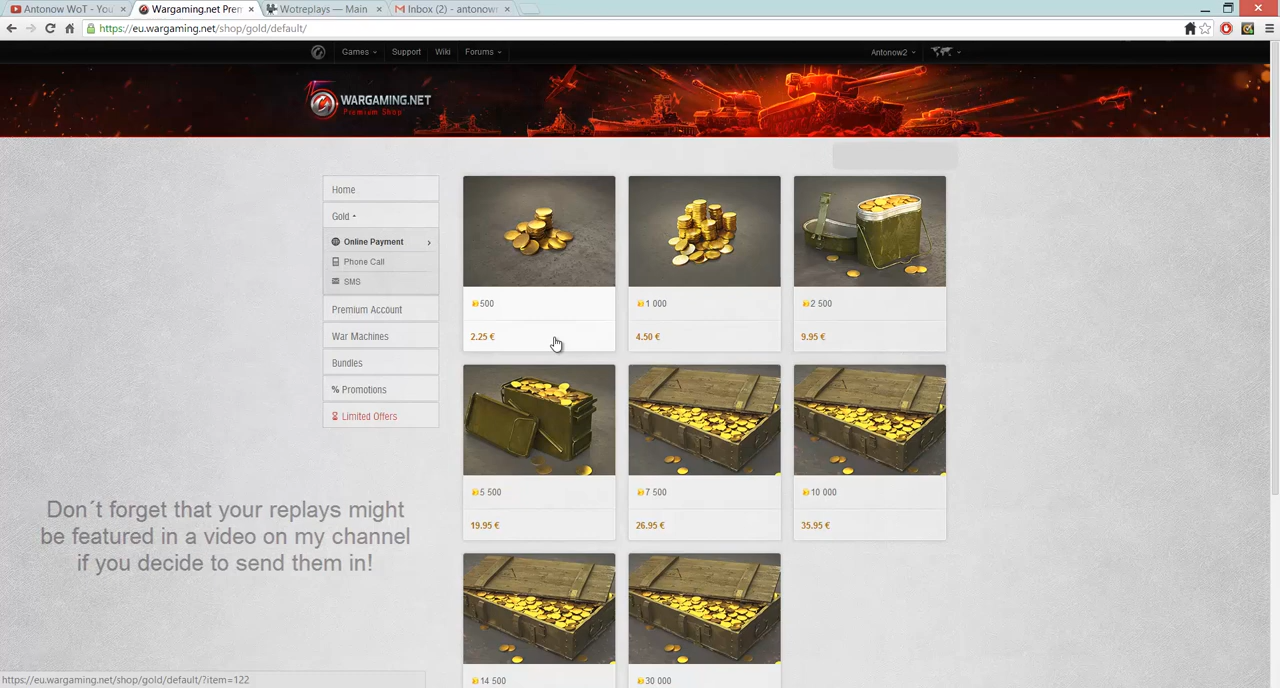 Antonow WoT - You
Wargaming.net Prem
Wotreplays — Main
Inbox (2) - antonow
https://eu.wargaming.net/shop/gold/default/
Games
Support
Wiki
Forums
Antonow2
WARGAMING.NET
Premium Shop
Home
Gold
Online Payment
Phone Call
SMS
Premium Account
War Machines
Bundles
% Promotions
Limited Offers
500
2.25 €
1 000
4.50 €
2 500
9.95 €
5 500
19.95 €
7 500
26.95 €
10 000
35.95 €
14 500
30 000
Don´t forget that your replays might
be featured in a video on my channel
if you decide to send them in!
https://eu.wargaming.net/shop/gold/default/?item=122